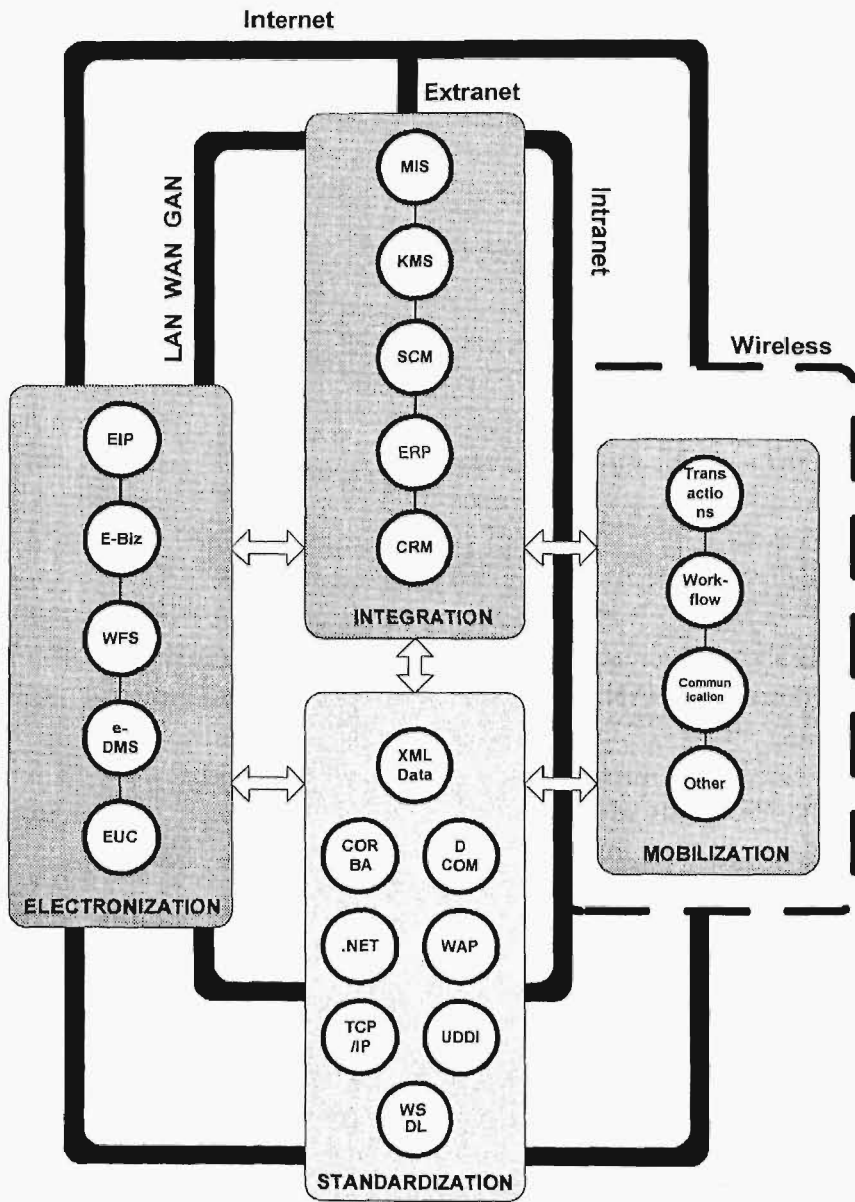 Internet
Extranet
LAN WAN GAN
Intranet
Wireless
MIS
KMS
SCM
ERP
CRM
INTEGRATION
EIP
E-Biz
WFS
e-
DMS
EUC
ELECTRONIZATION
Trans
actio
ns
Work-
flow
Commun
ication
Other
MOBILIZATION
XML
Data
COR
BA
D
COM
.NET
WAP
TCP
/IP
UDDI
WS
DL
STANDARDIZATION